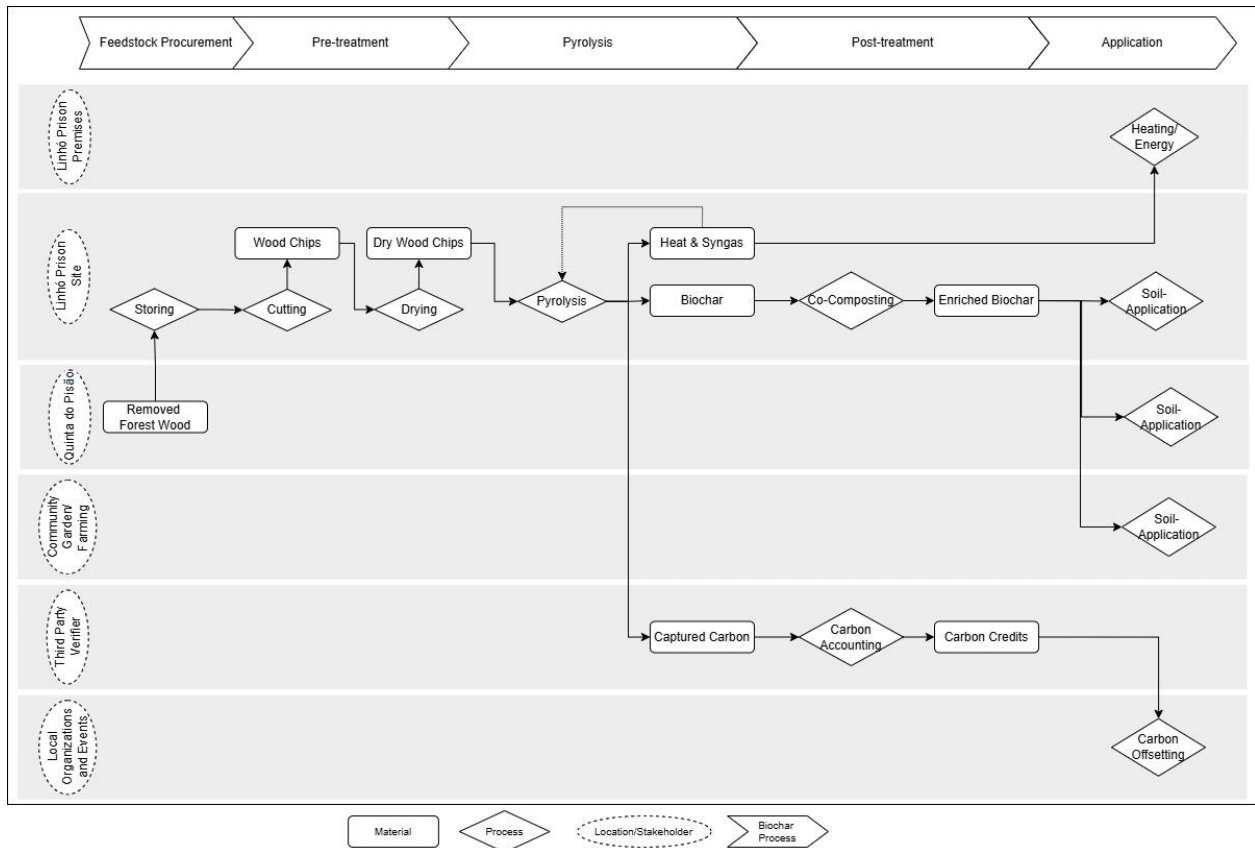 Feedstock Procurement
Pre-treatment
Pyrolysis
Post-treatment
Application
Linhó Prison
Premises
Heating/
Energy
Linhó Prison
Site
Wood Chips
Dry Wood Chips
Heat & Syngas
Storing
Cutting
Drying
Pyrolysis
Biochar
Co-Composting
Enriched Biochar
Soil-
Application
Quinta do Pisão
Removed
Forest Wood
Soil-
Application
Community
Garden/
Farming
Soil-
Application
Third Party
Verifier
Captured Carbon
Carbon
Accounting
Carbon Credits
Local
Organizations
and Events
Carbon
Offsetting
Material
Process
Location/Stakeholder
Biochar
Process